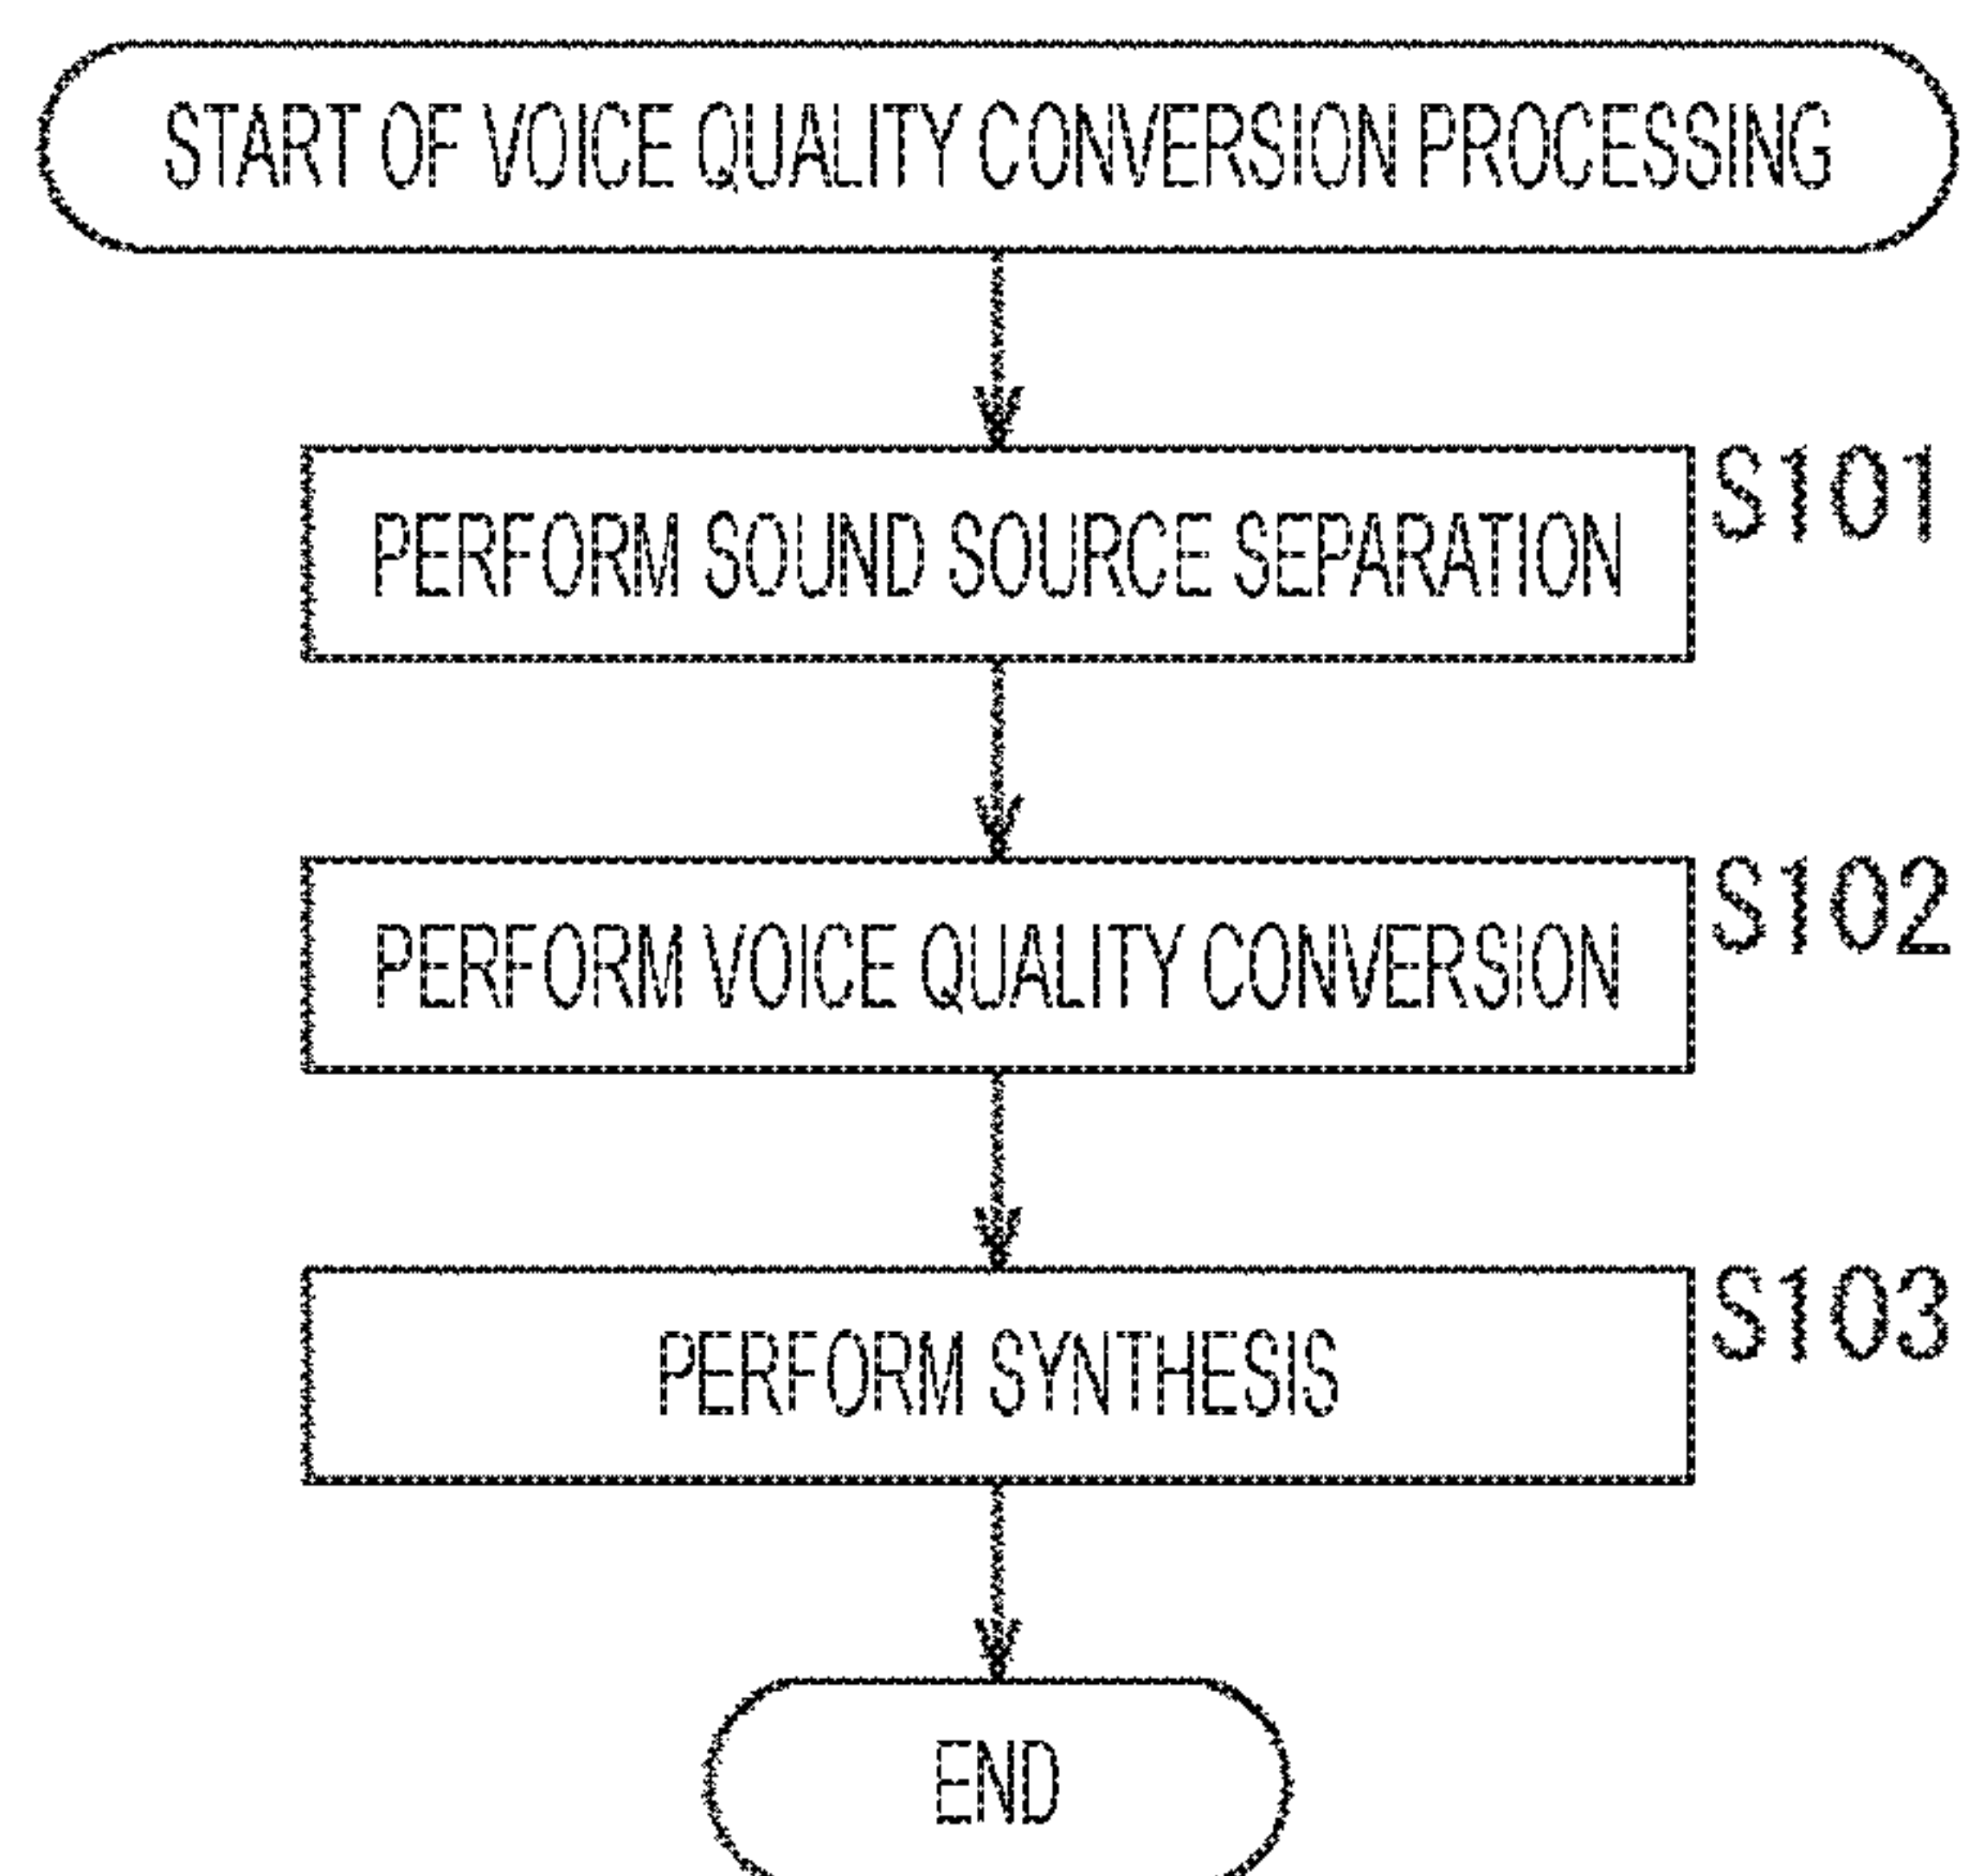 START OF VOICE QUALITY CONVERSION PROCESSING
S101
PERFORM SOUND SOURCE SEPARATION
S102
PERFORM VOICE QUALITY CONVERSION
S103
PERFORM SYNTHESIS
END